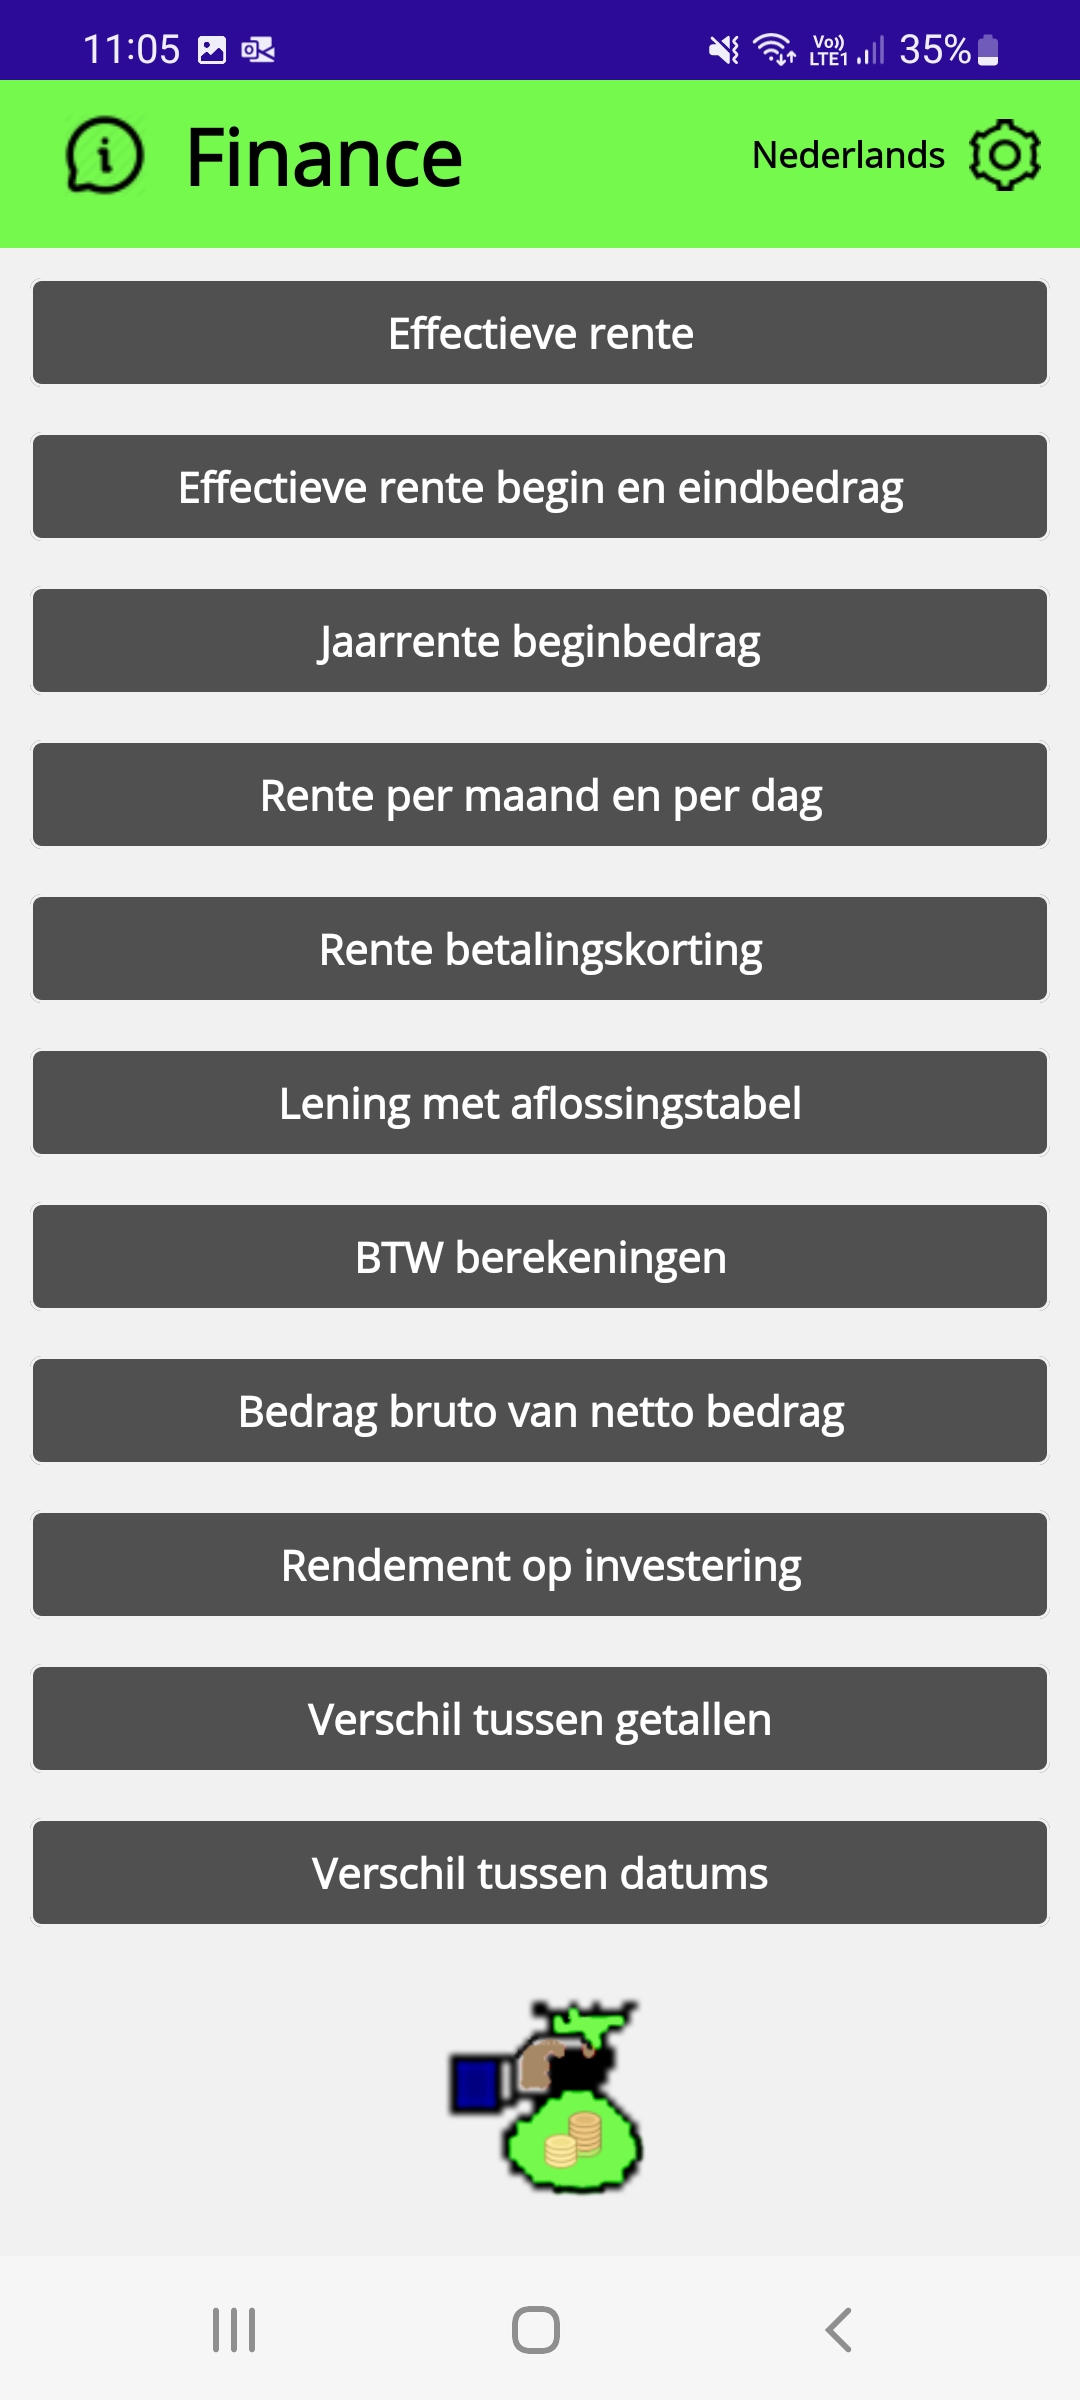 11:05
Vo)) LTE1 35%
Finance
Nederlands
Effectieve rente
Effectieve rente begin en eindbedrag
Jaarrente beginbedrag
Rente per maand en per dag
Rente betalingskorting
Lening met aflossingstabel
BTW berekeningen
Bedrag bruto van netto bedrag
Rendement op investering
Verschil tussen getallen
Verschil tussen datums